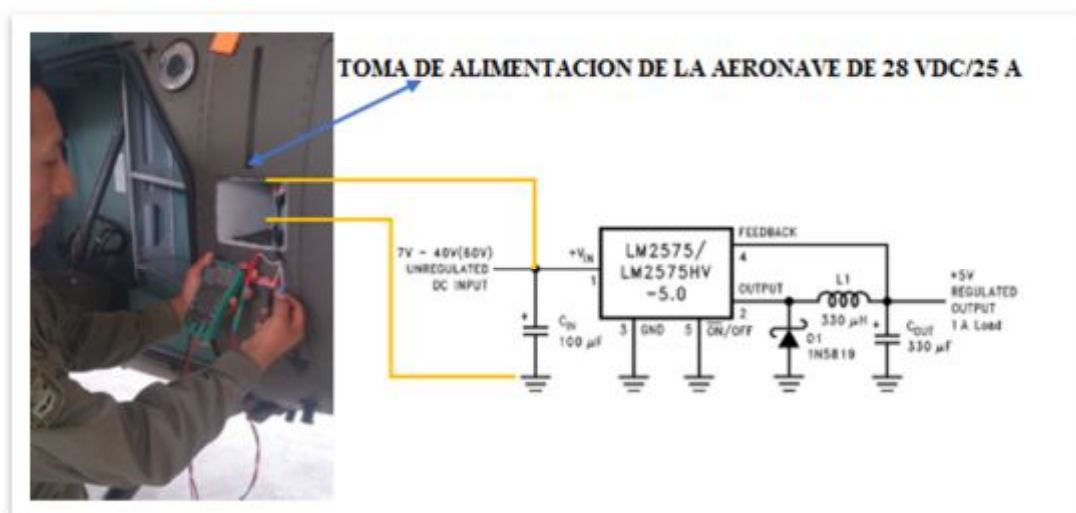 TOMA DE ALIMENTACION DE LA AERONAVE DE 28 VDC/25 A
7V - 40V(60V)
UNREGULATED
DC INPUT
+VIN
1
CIN
100 µF
LM2575/
LM2575HV
-5.0
3
GND
5
ON/OFF
FEEDBACK
4
OUTPUT
2
D1
1N5819
L1
330 µH
COUT
330 µF
+5V
REGULATED
OUTPUT
1A Load